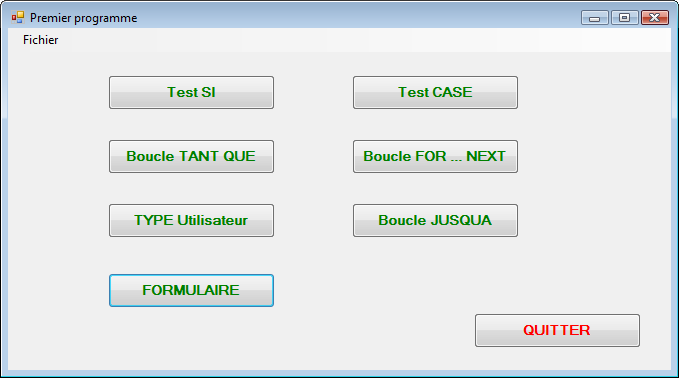 Premier programme
Fichier
Test SI
Test CASE
Boucle TANT QUE
Boucle FOR ... NEXT
TYPE Utilisateur
Boucle JUSQUA
FORMULAIRE
QUITTER